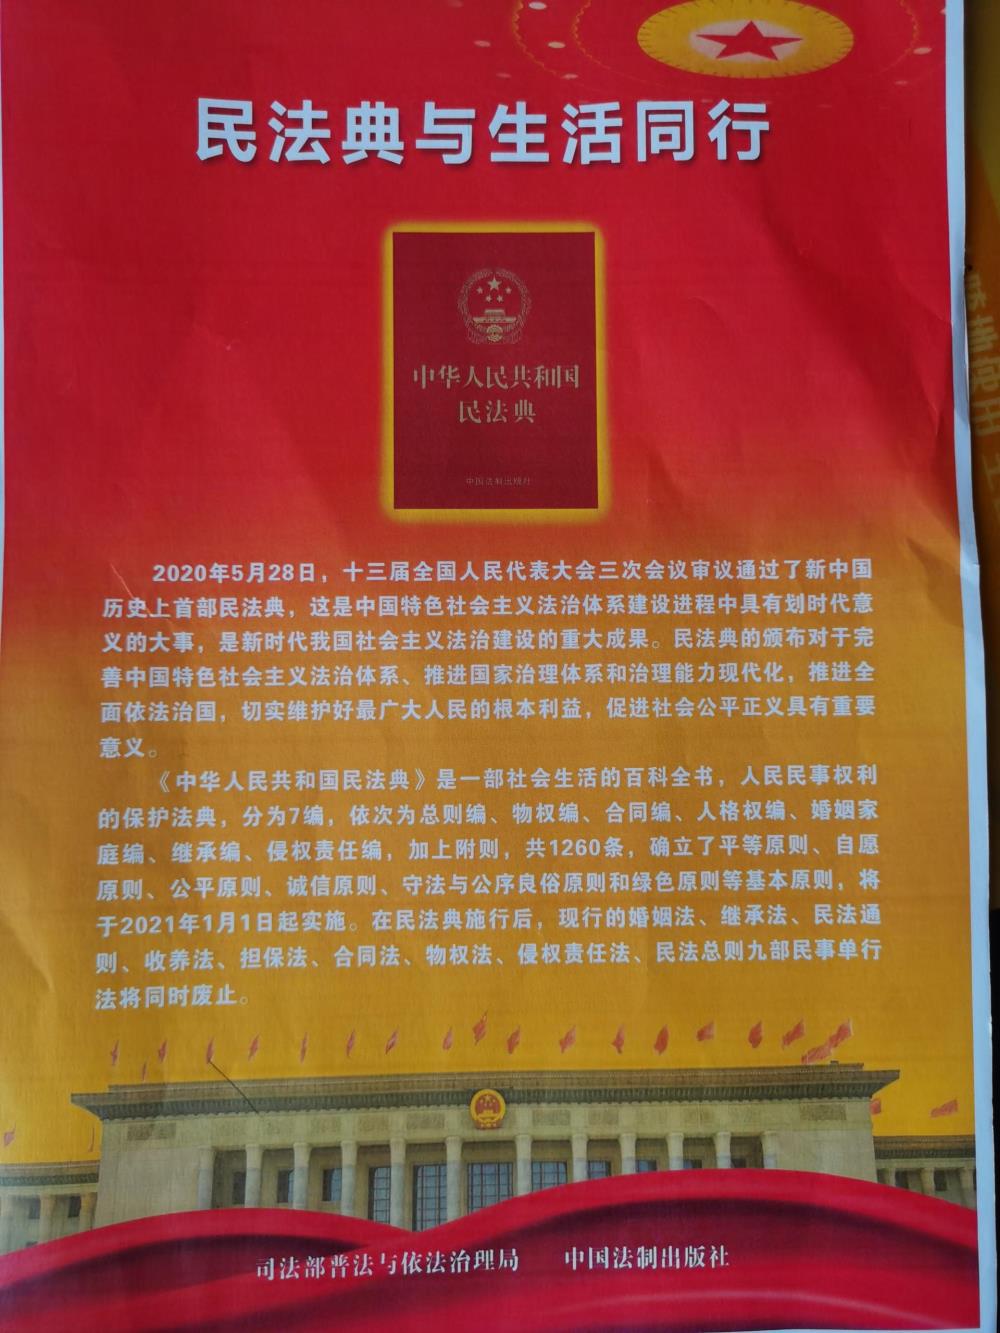 民法典与生活同行
中华人民共和国
民法典
中国法制出版社
2020年5月28日，十三届全国人民代表大会三次会议审议通过了新中国
历史上首部民法典，这是中国特色社会主义法治体系建设进程中具有划时代意
义的大事，是新时代我国社会主义法治建设的重大成果。民法典的颁布对于完
善中国特色社会主义法治体系、推进国家治理体系和治理能力现代化，推进全
面依法治国，切实维护好最广大人民的根本利益，促进社会公平正义具有重要
意义。
《中华人民共和国民法典》是一部社会生活的百科全书，人民民事权利
的保护法典，分为7编，依次为总则编、物权编、合同编、人格权编、婚姻家
庭编、继承编、侵权责任编，加上附则，共1260条，确立了平等原则、自愿
原则、公平原则、诚信原则、守法与公序良俗原则和绿色原则等基本原则，将
于2021年1月1日起实施。在民法典施行后，现行的婚姻法、继承法、民法通
则、收养法、担保法、合同法、物权法、侵权责任法、民法总则九部民事单行
法将同时废止。
司法部普法与依法治理局 中国法制出版社